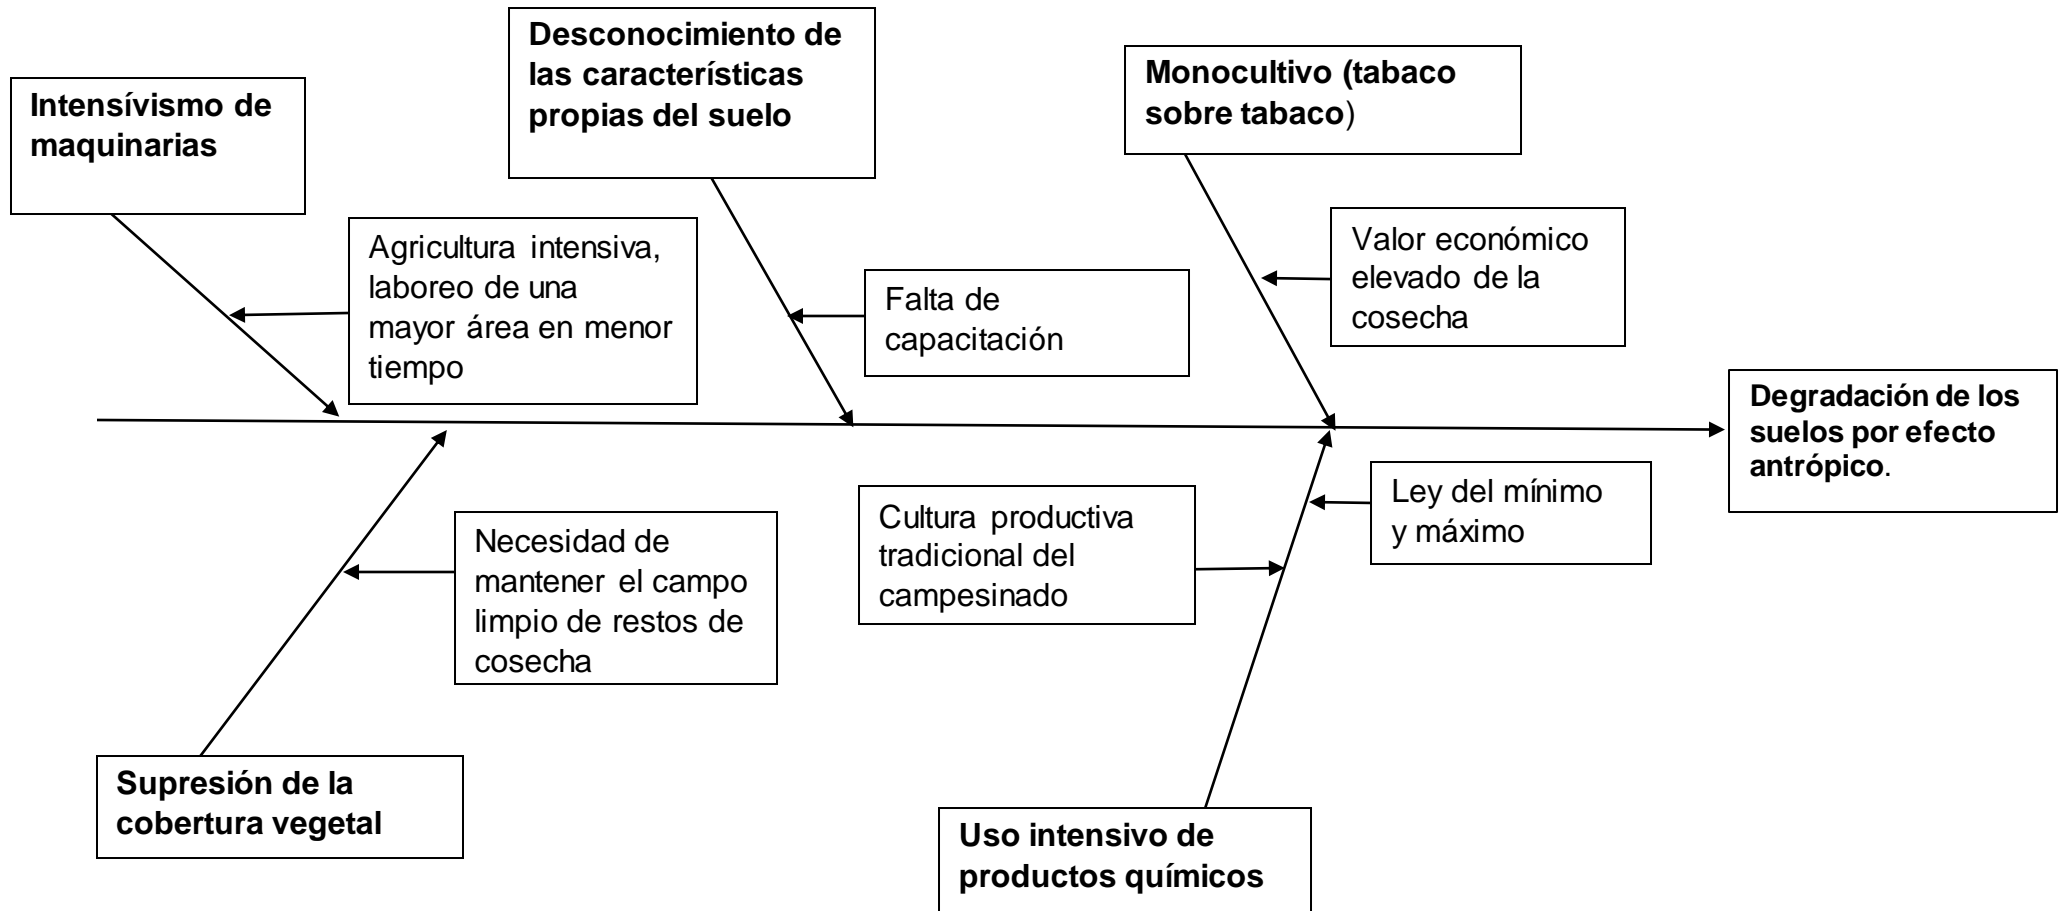 Desconocimiento de
las características
propias del suelo
Monocultivo (tabaco
sobre tabaco)
Intensívismo de
maquinarias
Agricultura intensiva,
laboreo de una
mayor área en menor
tiempo
Falta de
capacitación
Valor económico
elevado de la
cosecha
Degradación de los
suelos por efecto
antrópico.
Necesidad de
mantener el campo
limpio de restos de
cosecha
Cultura productiva
tradicional del
campesinado
Ley del mínimo
y máximo
Supresión de la
cobertura vegetal
Uso intensivo de
productos químicos